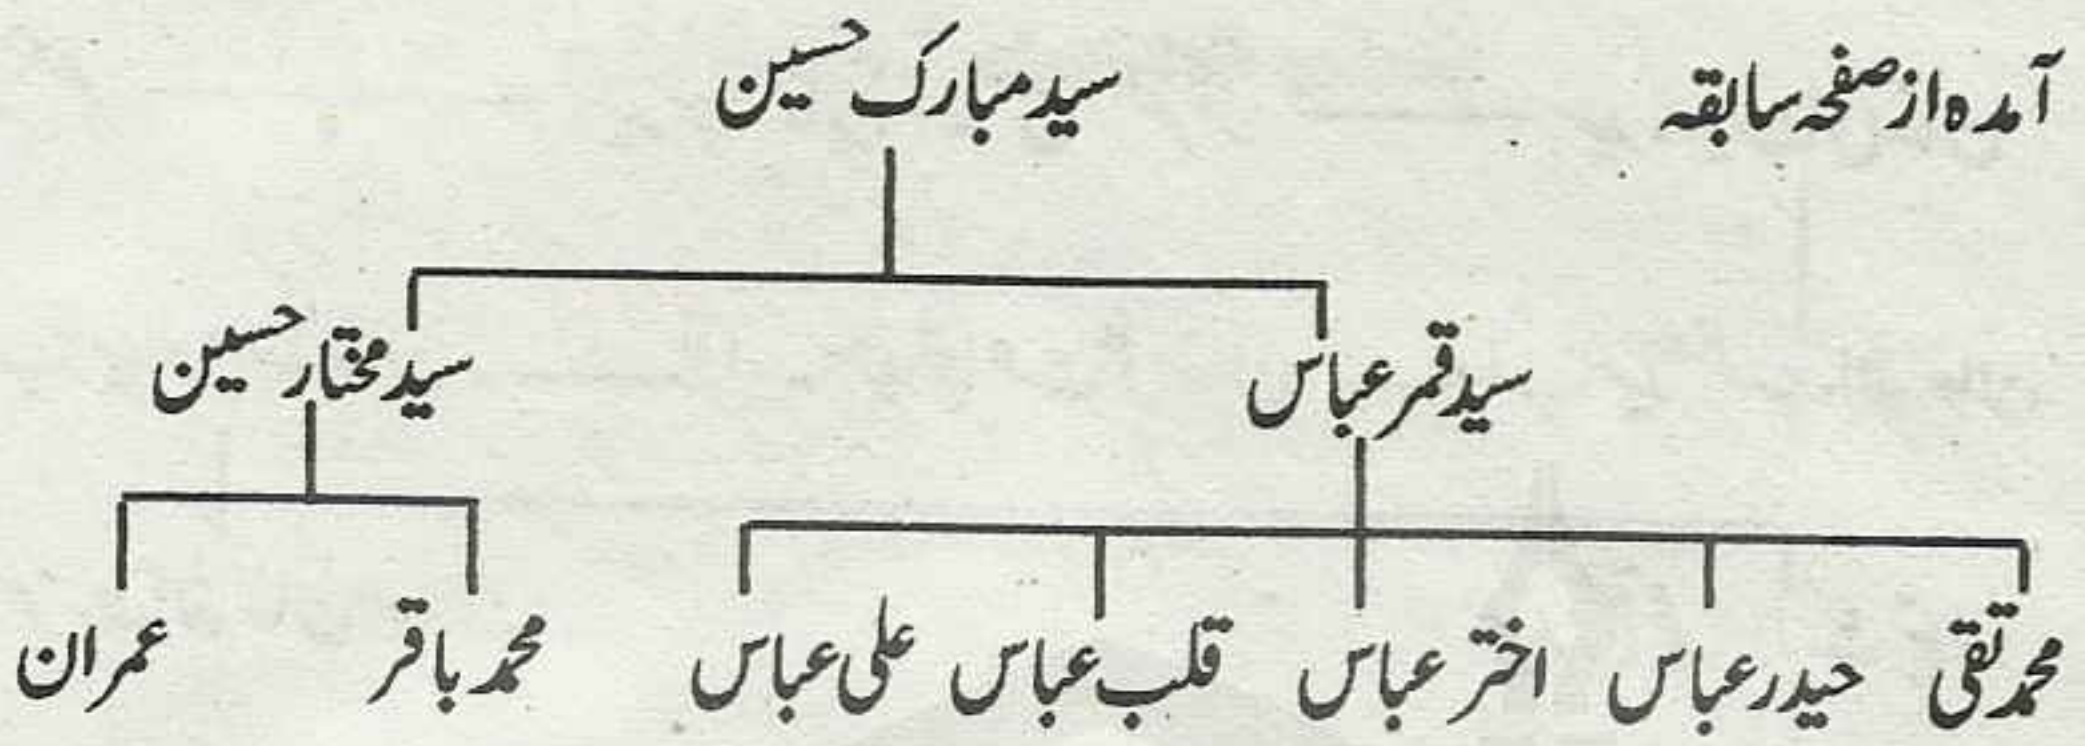 آمدہ از صفحہ سابقہ
سید مبارک حسین
سید قمر عباس
سید مختار حسین
محمد تقی
حیدر عباس
اختر عباس
قلب عباس
علی عباس
محمد باقر
عمران